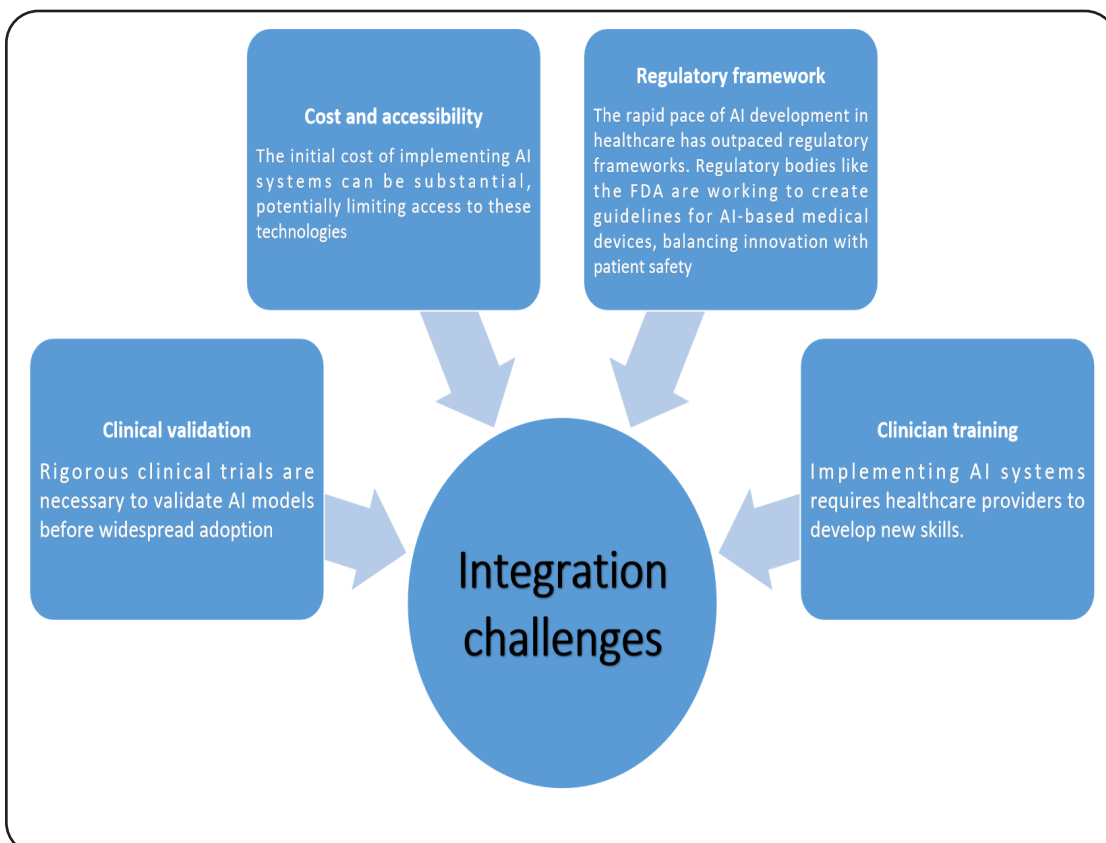 Cost and accessibility
The initial cost of implementing AI
systems can be substantial,
potentially limiting access to these
technologies
Regulatory framework
The rapid pace of AI development in
healthcare has outpaced regulatory
frameworks. Regulatory bodies like
the FDA are working to create
guidelines for AI-based medical
devices, balancing innovation with
patient safety
Clinical validation
Rigorous clinical trials are
necessary to validate AI models
before widespread adoption
Clinician training
Implementing AI systems
requires healthcare providers to
develop new skills.
Integration
challenges